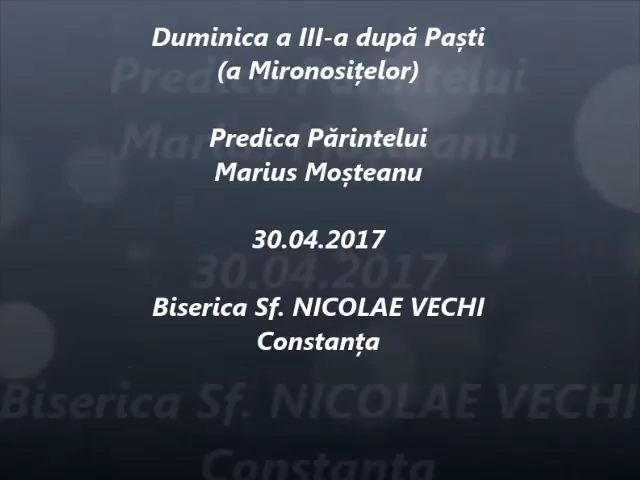 Duminica a III-a după Paști
(a Mironosițelor)
Predica Părintelui
Marius Moșteanu
30.04.2017
Biserica Sf. NICOLAE VECHI
Constanța